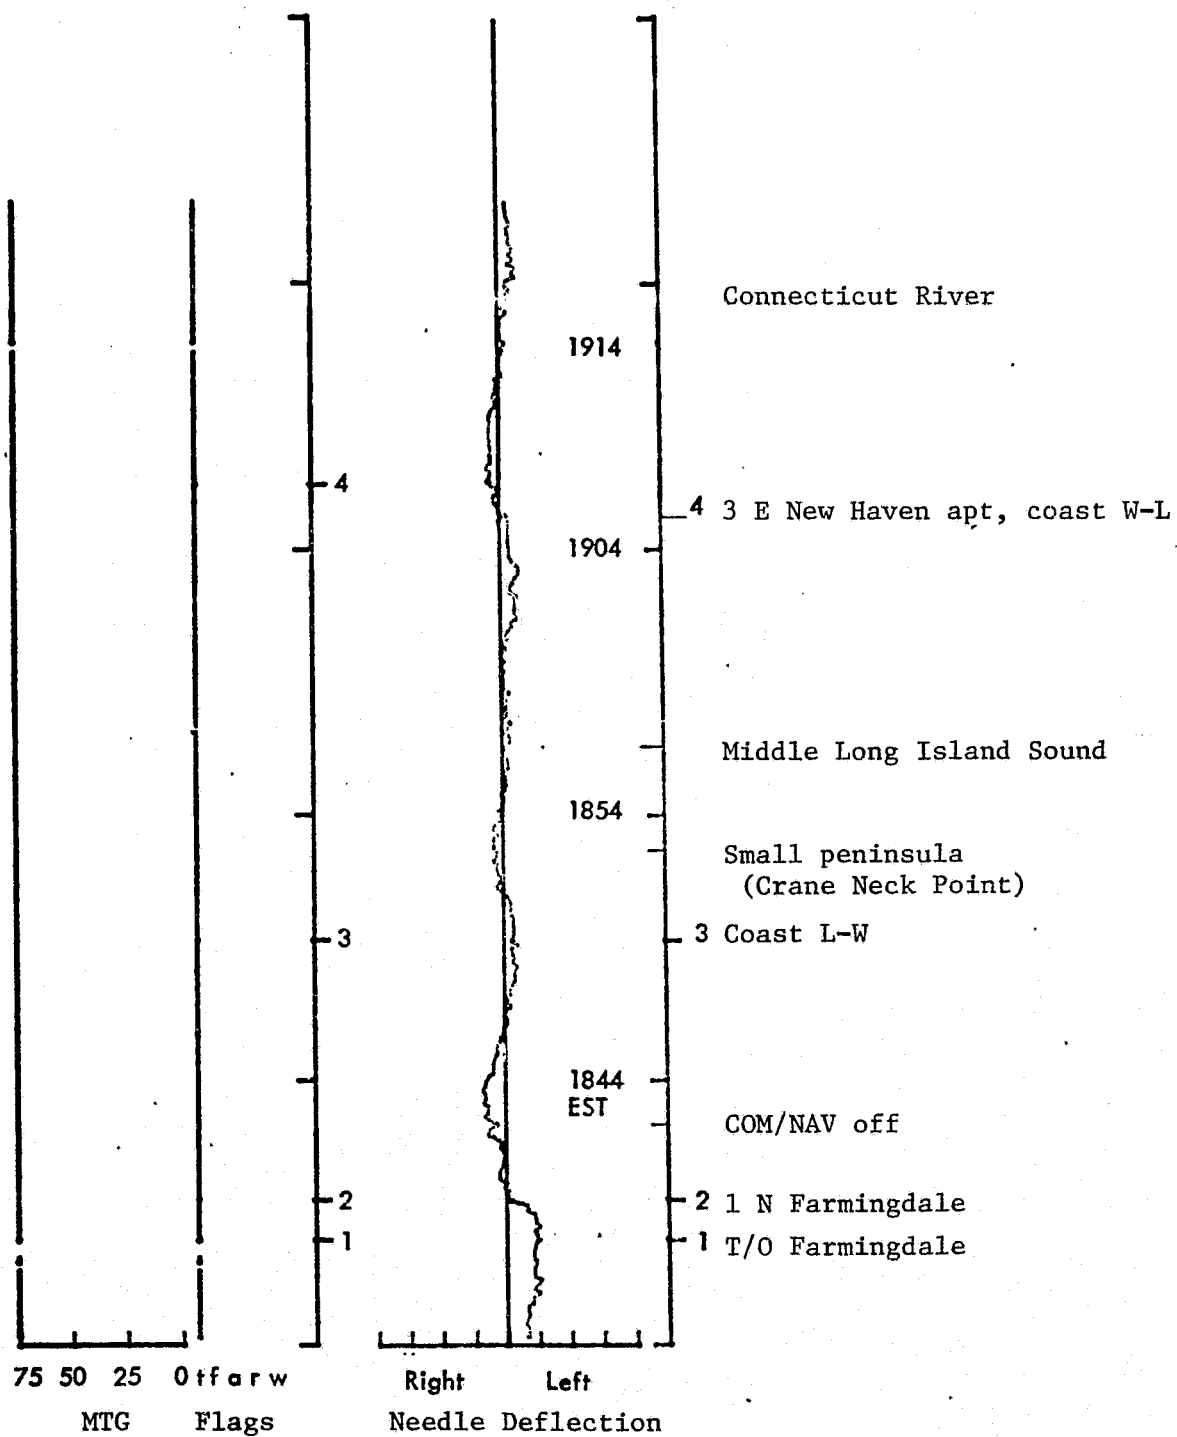 Connecticut River
1914
4
4 3 E New Haven apt, coast W-L
1904
Middle Long Island Sound
1854
Small peninsula
(Crane Neck Point)
3
3 Coast L-W
1844
EST
COM/NAV off
2
2 1 N Farmingdale
1
1 T/O Farmingdale
75 50 25 0 t f a r w
Right Left
MTG Flags Needle Deflection